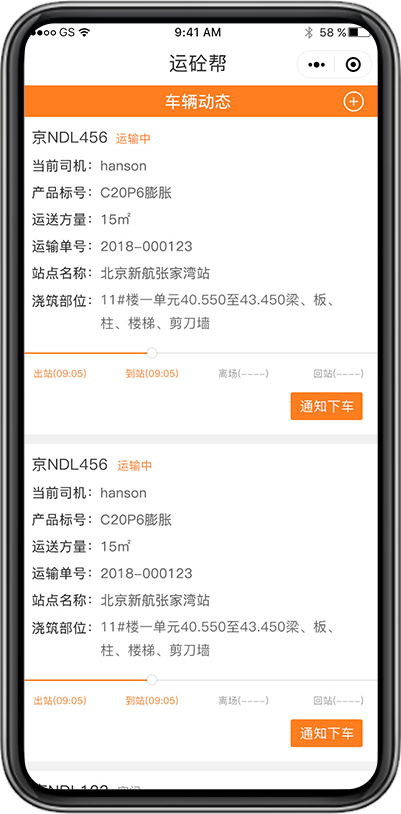 GS 9:41 AM 58 %
运砼帮
车辆动态
京NDL456 运输中
当前司机: hanson
产品标号: C20P6膨胀
运送方量: 15㎡
运输单号: 2018-000123
站点名称: 北京新航张家湾站
浇筑部位: 11#楼一单元40.550至43.450梁、板、
柱、楼梯、剪刀墙
出站(09:05) 到站(09:05) 离场(----) 回站(----)
通知下车
京NDL456 运输中
当前司机: hanson
产品标号: C20P6膨胀
运送方量: 15㎡
运输单号: 2018-000123
站点名称: 北京新航张家湾站
浇筑部位: 11#楼一单元40.550至43.450梁、板、
柱、楼梯、剪刀墙
出站(09:05) 到站(09:05) 离场(----) 回站(----)
通知下车